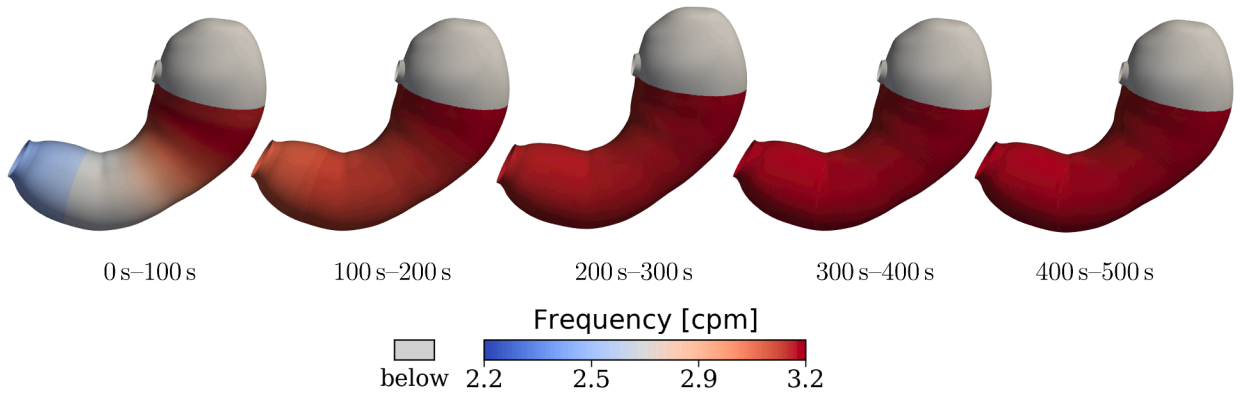 0 s–100 s 100 s–200 s 200 s–300 s 300 s–400 s 400 s–500 s
Frequency [cpm]
below 2.2 2.5 2.9 3.2